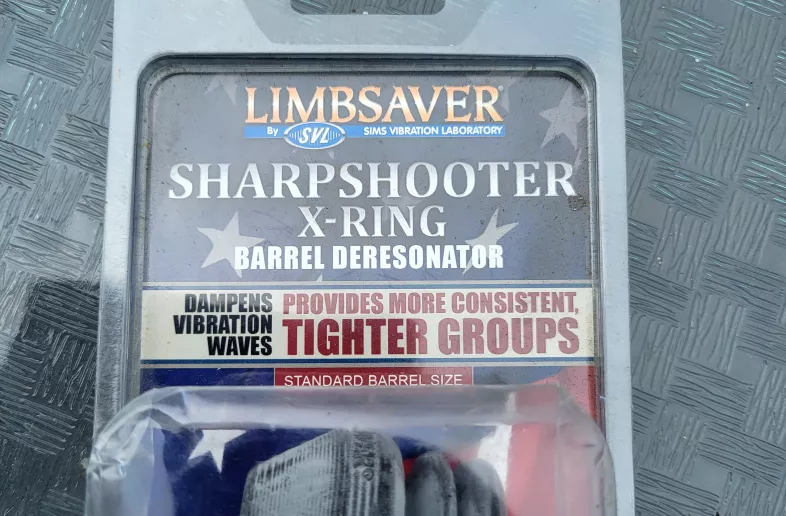 LIMBSAVER®
By SVL SIMS VIBRATION LABORATORY
SHARPSHOOTER
X-RING
BARREL DERESONATOR
DAMPENS
VIBRATION
WAVES
PROVIDES MORE CONSISTENT,
TIGHTER GROUPS
STANDARD BARREL SIZE